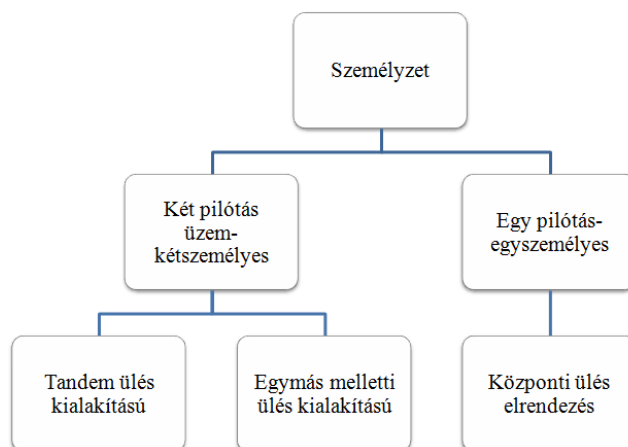 Személyzet
Két pilótás
üzem-
kétszemélyes
Egy pilótás-
egyszemélyes
Tandem ülés
kialakítású
Egymás melletti
ülés kialakítású
Központi ülés
elrendezés